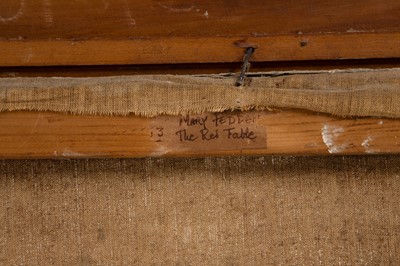 Mary FEDDEN
13 The Red Table